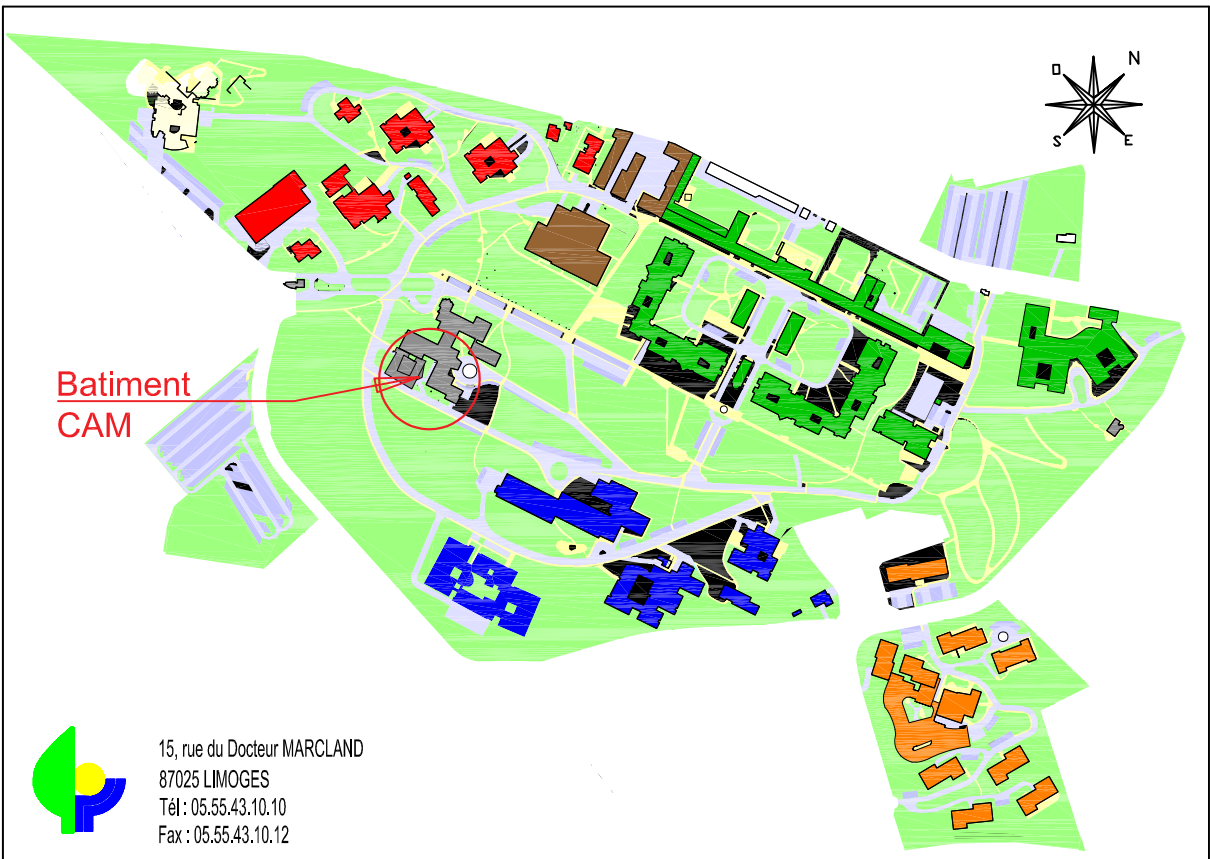 O
N
S
E
Batiment
CAM
15, rue du Docteur MARCLAND
87025 LIMOGES
Tél : 05.55.43.10.10
Fax : 05.55.43.10.12